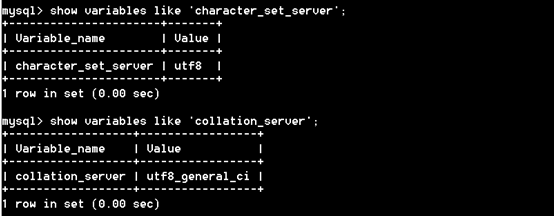 mysql> show variables like 'character_set_server';
+----------------------+-------+
| Variable_name        | Value |
+----------------------+-------+
| character_set_server | utf8  |
+----------------------+-------+
1 row in set (0.00 sec)
mysql> show variables like 'collation_server';
+------------------+-----------------+
| Variable_name    | Value           |
+------------------+-----------------+
| collation_server | utf8_general_ci |
+------------------+-----------------+
1 row in set (0.00 sec)